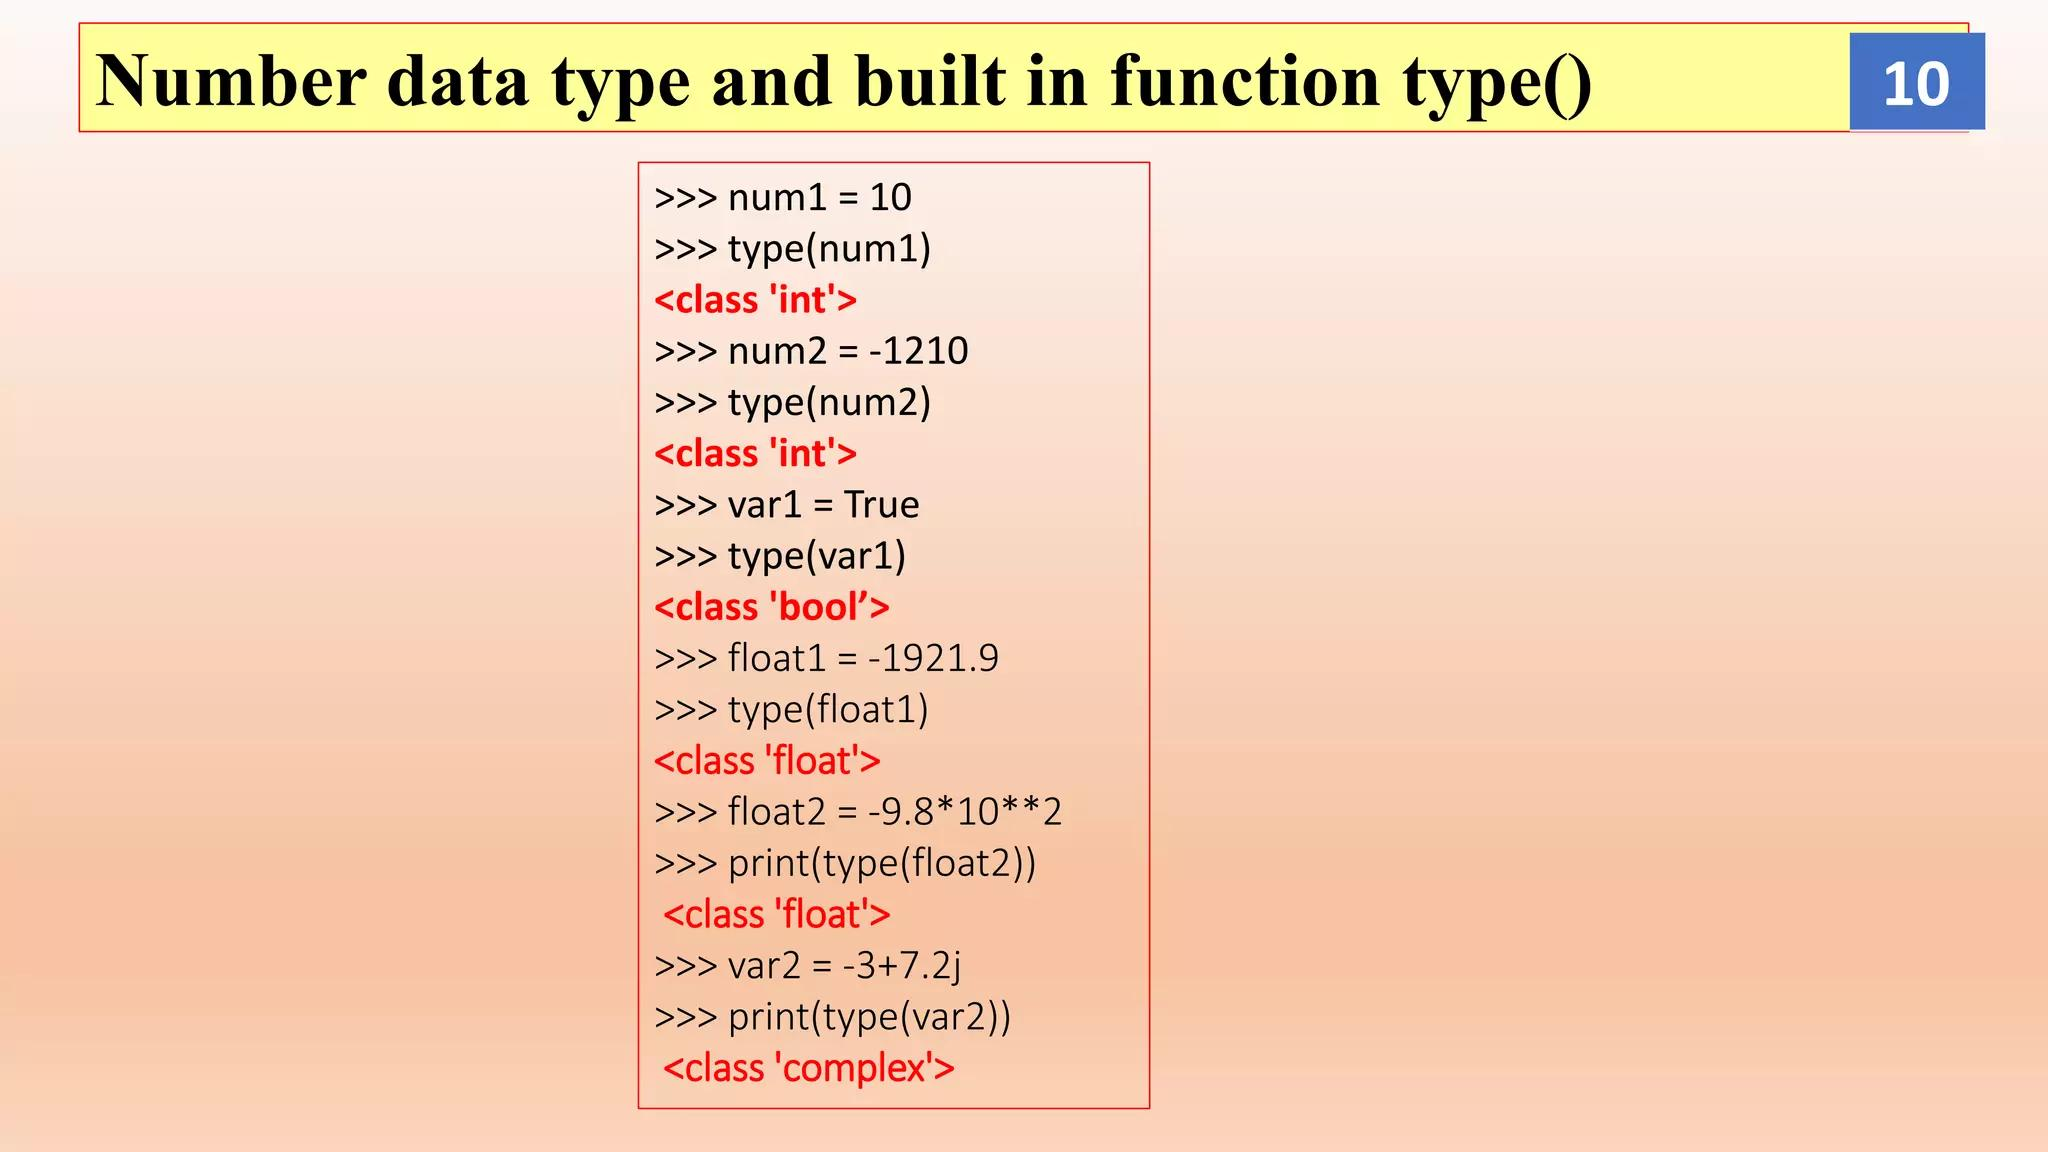 Number data type and built in function type()
10
>>> num1 = 10
>>> type(num1)
<class 'int'>
>>> num2 = -1210
>>> type(num2)
<class 'int'>
>>> var1 = True
>>> type(var1)
<class 'bool’>
>>> float1 = -1921.9
>>> type(float1)
<class 'float'>
>>> float2 = -9.8*10**2
>>> print(type(float2))
<class 'float'>
>>> var2 = -3+7.2j
>>> print(type(var2))
<class 'complex'>